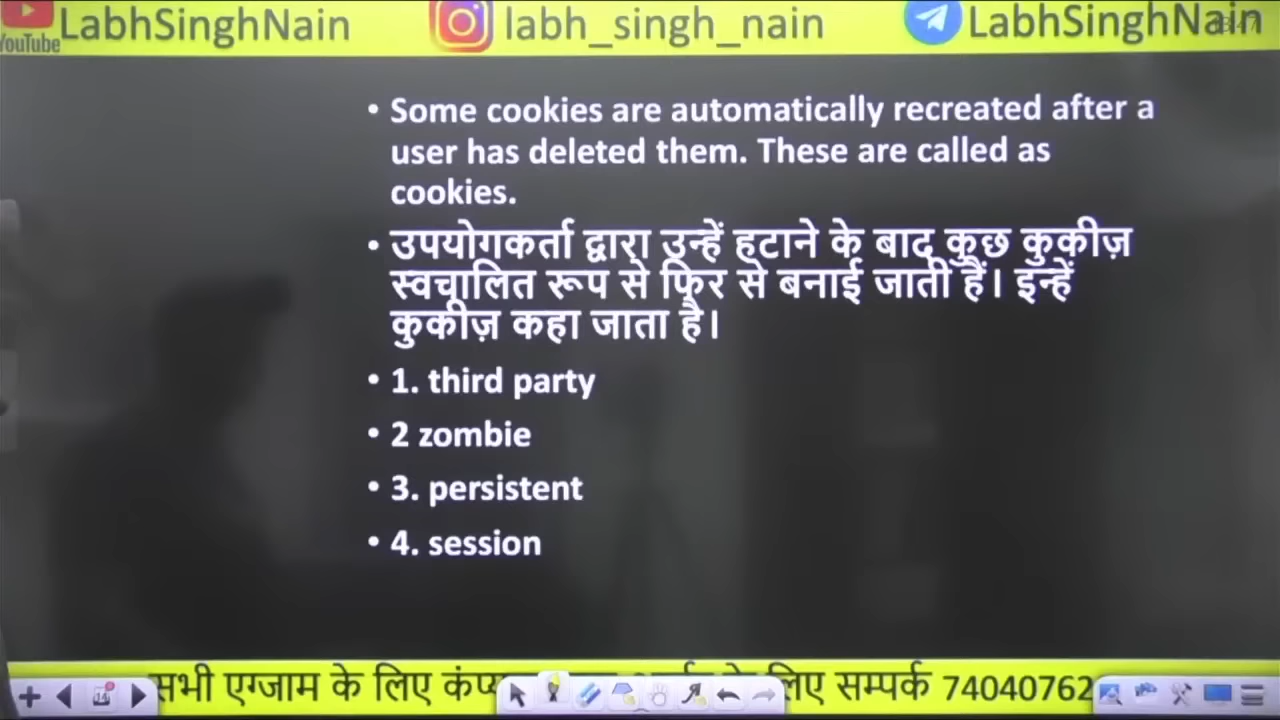 YouTube LabhSinghNain labh_singh_nain LabhSinghNain
• Some cookies are automatically recreated after a
user has deleted them. These are called as
cookies.
• उपयोगकर्ता द्वारा उन्हें हटाने के बाद कुछ कुकीज़
स्वचालित रूप से फिर से बनाई जाती हैं। इन्हें
कुकीज़ कहा जाता है।
• 1. third party
• 2 zombie
• 3. persistent
• 4. session
सभी एग्जाम के लिए लिए सम्पर्क 74040762